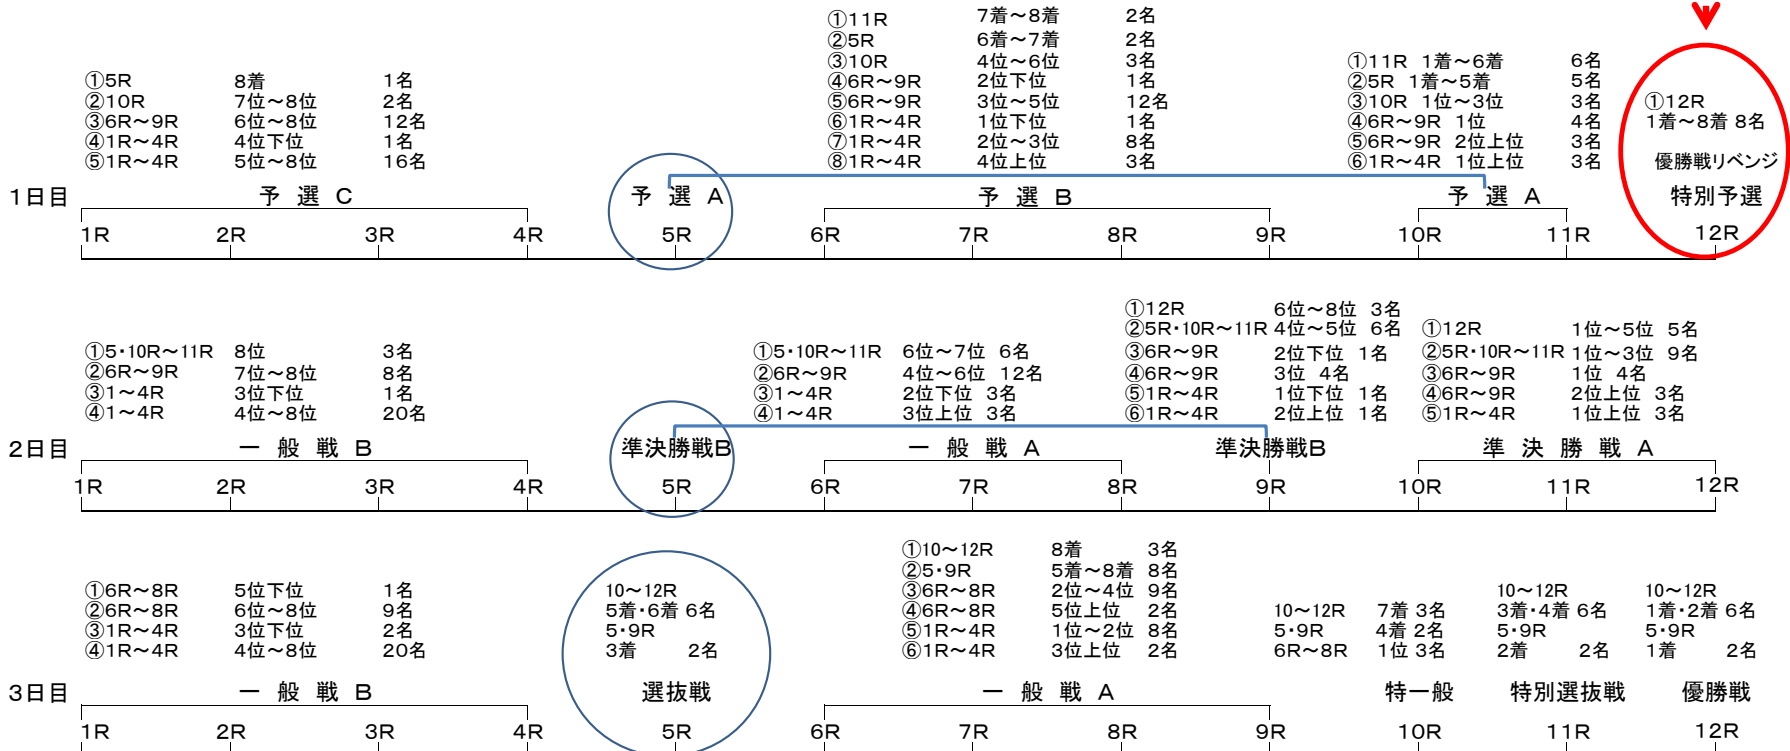 ①5R 8着 1名
②10R 7位～8位 2名
③6R～9R 6位～8位 12名
④1R～4R 4位下位 1名
⑤1R～4R 5位～8位 16名
①11R 7着～8着 2名
②5R 6着～7着 2名
③10R 4位～6位 3名
④6R～9R 2位下位 1名
⑤6R～9R 3位～5位 12名
⑥1R～4R 1位下位 1名
⑦1R～4R 2位～3位 8名
⑧1R～4R 4位上位 3名
①11R 1着～6着 6名
②5R 1着～5着 5名
③10R 1位～3位 3名
④6R～9R 1位 4名
⑤6R～9R 2位上位 3名
⑥1R～4R 1位上位 3名
①12R
1着～8着 8名
優勝戦リベンジ
1日目 予選C 予選A 予選B 予選A 特別予選
1R 2R 3R 4R 5R 6R 7R 8R 9R 10R 11R 12R
①5・10R～11R 8位 3名
②6R～9R 7位～8位 8名
③1～4R 3位下位 1名
④1～4R 4位～8位 20名
①5・10R～11R 6位～7位 6名
②6R～9R 4位～6位 12名
③1～4R 2位下位 3名
④1～4R 3位上位 3名
①12R 6位～8位 3名
②5R・10R～11R 4位～5位 6名
③6R～9R 2位下位 1名
④6R～9R 3位 4名
⑤1R～4R 1位下位 1名
⑥1R～4R 2位上位 1名
①12R 1位～5位 5名
②5R・10R～11R 1位～3位 9名
③6R～9R 1位 4名
④6R～9R 2位上位 3名
⑤1R～4R 1位上位 3名
2日目 一般戦B 準決勝戦B 一般戦A 準決勝戦B 準決勝戦A
1R 2R 3R 4R 5R 6R 7R 8R 9R 10R 11R 12R
①6R～8R 5位下位 1名
②6R～8R 6位～8位 9名
③1R～4R 3位下位 2名
④1R～4R 4位～8位 20名
10～12R
5着・6着 6名
5・9R
3着 2名
①10～12R 8着 3名
②5・9R 5着～8着 8名
③6R～8R 2位～4位 9名
④6R～8R 5位上位 2名
⑤1R～4R 1位～2位 8名
⑥1R～4R 3位上位 2名
10～12R 7着 3名
5・9R 4着 2名
6R～8R 1位 3名
10～12R
3着・4着 6名
5・9R
2着 2名
10～12R
1着・2着 6名
5・9R
1着 2名
3日目 一般戦B 選抜戦 一般戦A 特一般 特別選抜戦 優勝戦
1R 2R 3R 4R 5R 6R 7R 8R 9R 10R 11R 12R